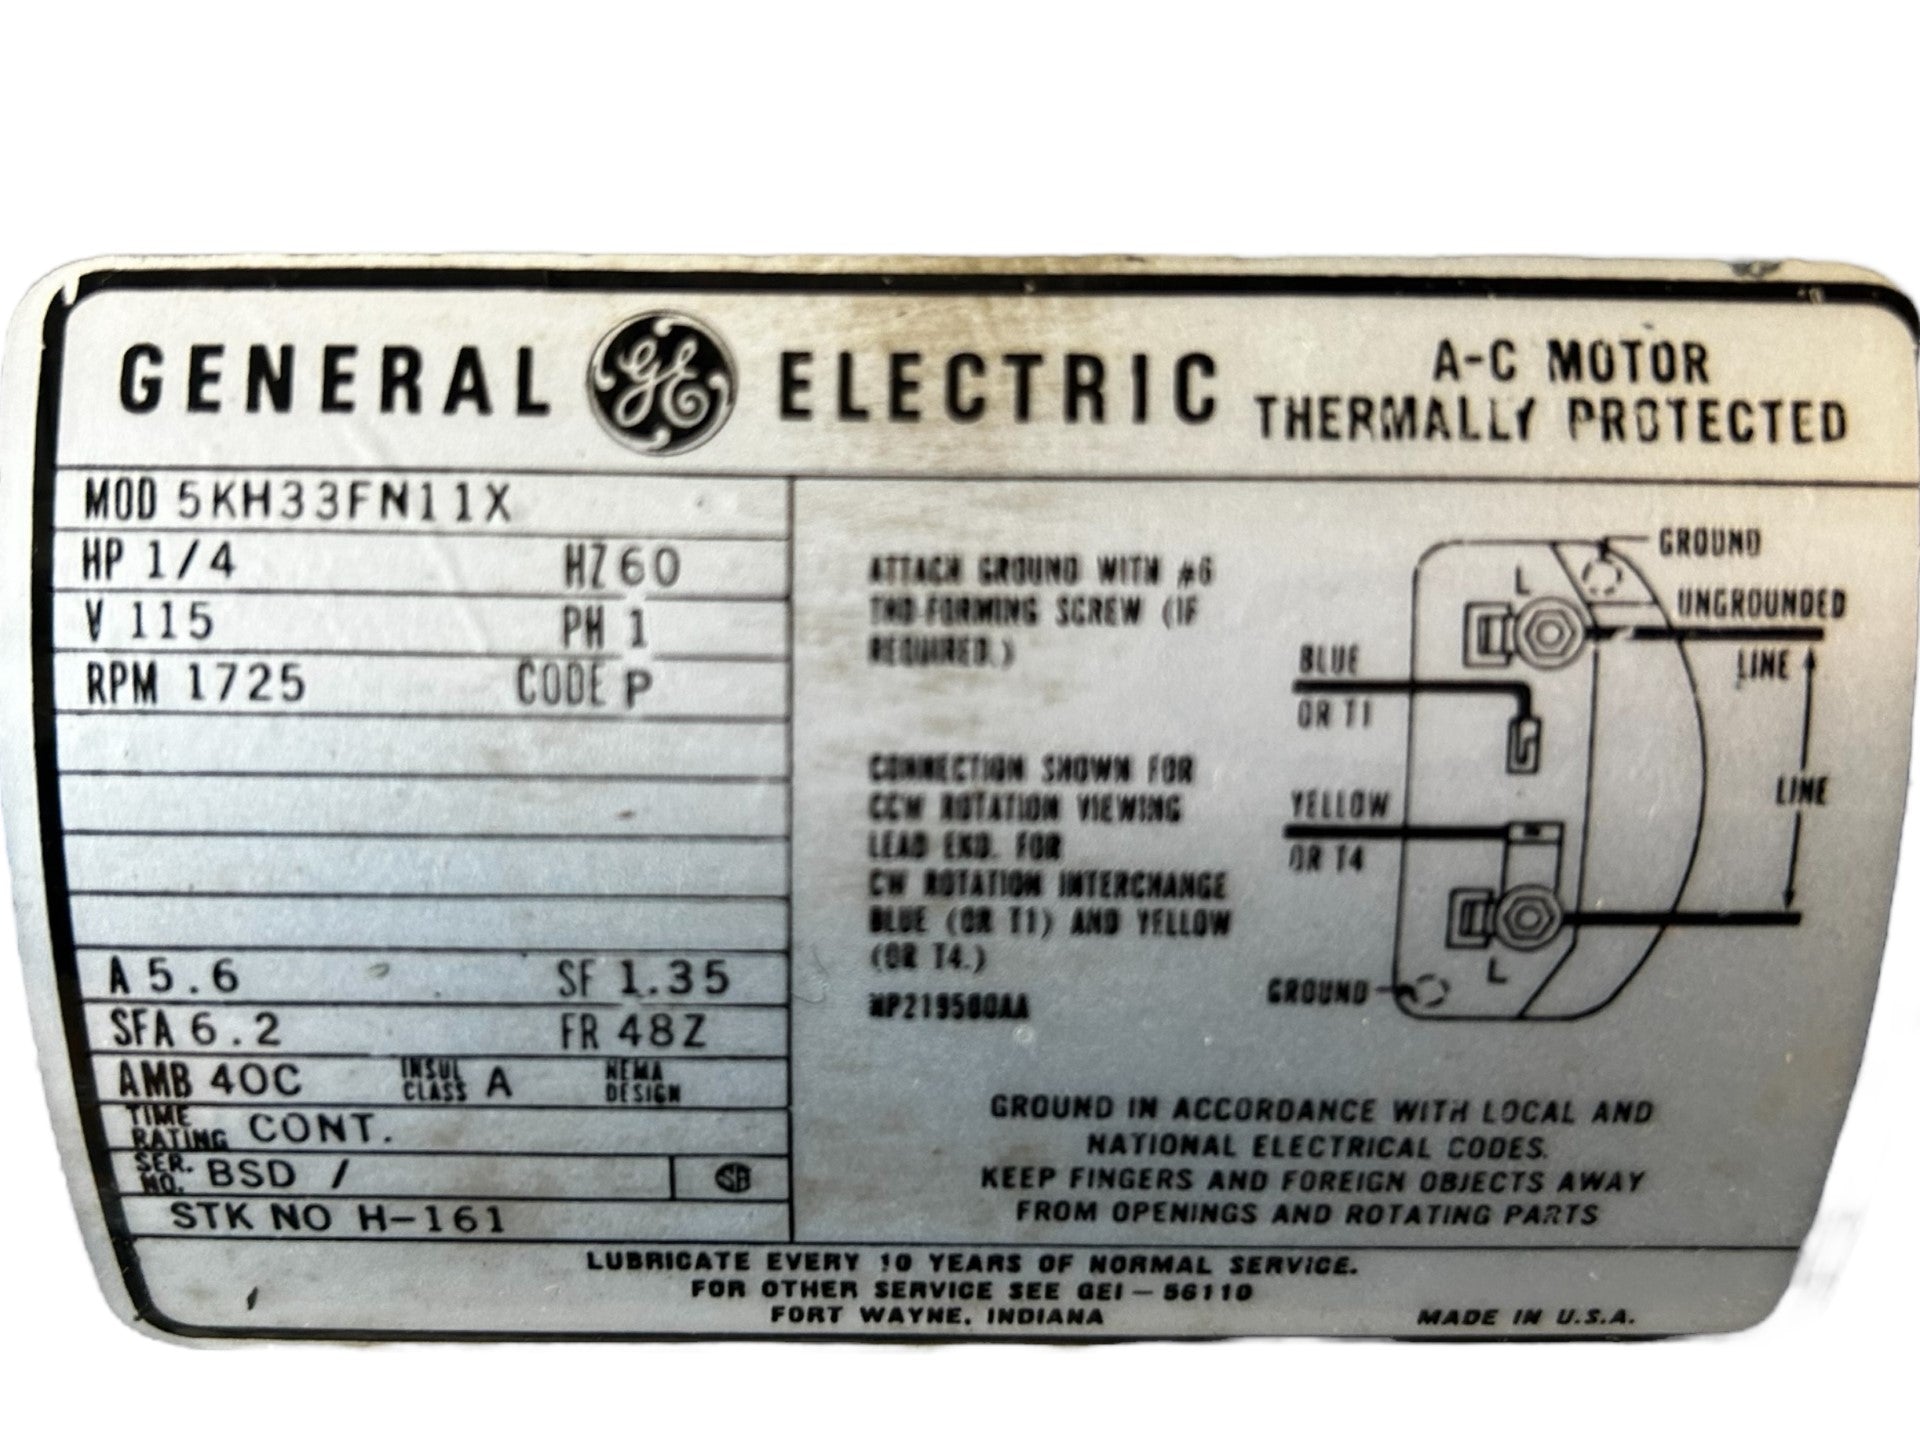 GENERAL GE ELECTRIC
A-C MOTOR
THERMALLY PROTECTED
MOD 5KH33FN11X
HP 1/4 HZ 60
V 115 PH 1
RPM 1725 CODE P
A 5.6 SF 1.35
SFA 6.2 FR 48Z
AMB 40C INSUL CLASS A NEMA DESIGN
TIME RATING CONT.
SER. NO. BSD /
SA
STK NO H-161
ATTACH GROUND WITH #6
THD-FORMING SCREW (IF
REQUIRED.)
CONNECTION SHOWN FOR
CCW ROTATION VIEWING
LEAD END. FOR
CW ROTATION INTERCHANGE
BLUE (OR T1) AND YELLOW
(OR T4.)
NP219500AA
GROUND
L
UNGROUNDED
LINE
BLUE
OR T1
LINE
YELLOW
OR T4
L
GROUND
GROUND IN ACCORDANCE WITH LOCAL AND
NATIONAL ELECTRICAL CODES.
KEEP FINGERS AND FOREIGN OBJECTS AWAY
FROM OPENINGS AND ROTATING PARTS
LUBRICATE EVERY 10 YEARS OF NORMAL SERVICE.
FOR OTHER SERVICE SEE GEI-56110
FORT WAYNE, INDIANA
MADE IN U.S.A.